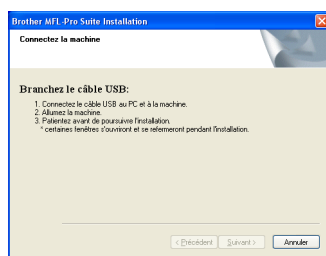 Brother MFL-Pro Suite Installation
Connectez la machine
Branchez le câble USB:
1. Connectez le câble USB au PC et à la machine.
2. Allumez la machine.
3. Patientez avant de poursuivre l'installation.
* certaines fenêtres s'ouvriront et se refermeront pendant l'installation.
< Précédent
Suivant >
Annuler